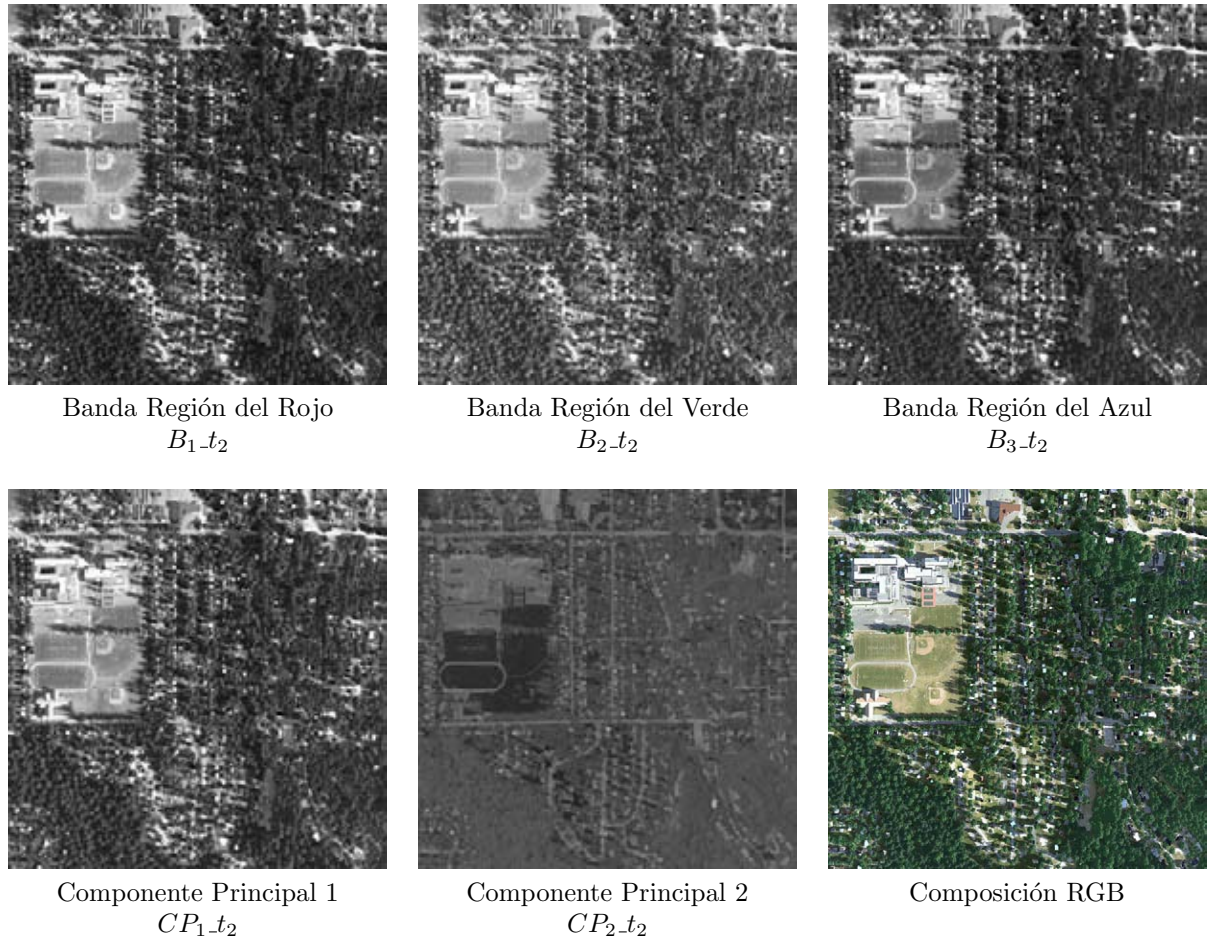 Banda Región del Rojo
B₁_t₂
Banda Región del Verde
B₂_t₂
Banda Región del Azul
B₃_t₂
Componente Principal 1
CP₁_t₂
Componente Principal 2
CP₂_t₂
Composición RGB